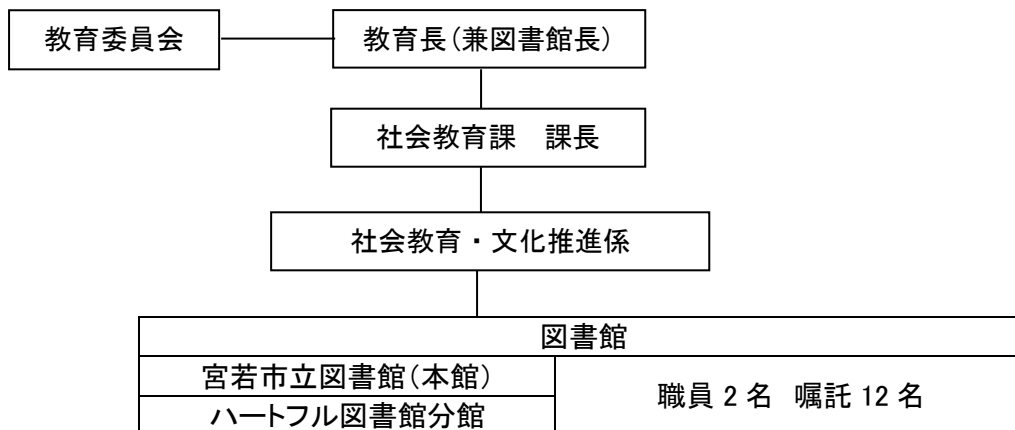 教育委員会
教育長（兼図書館長）
社会教育課　課長
社会教育・文化推進係
図書館
宮若市立図書館（本館）
ハートフル図書館分館
職員 2 名 嘱託 12 名